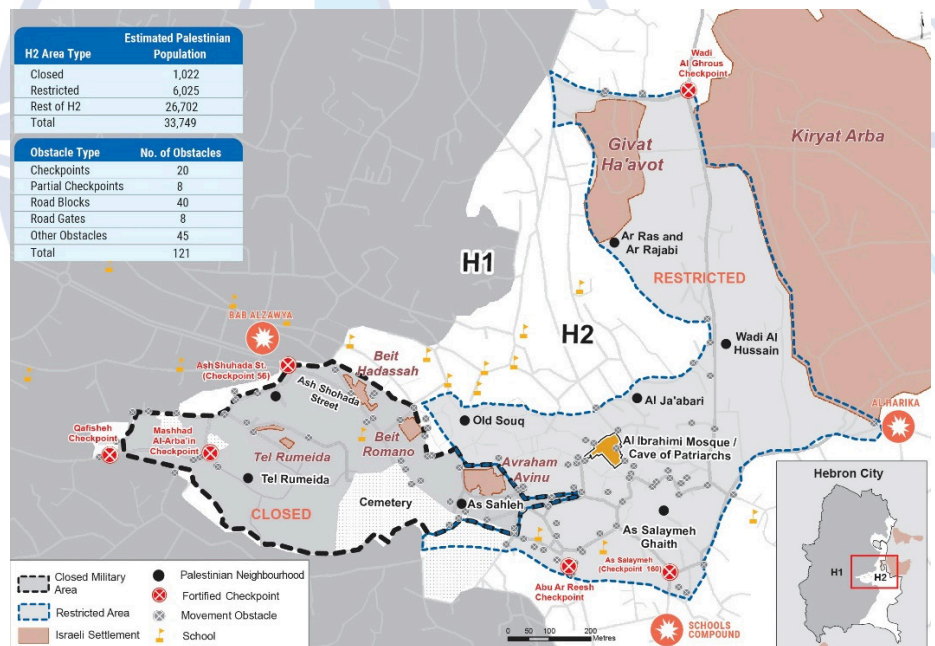 H2 Area Type Estimated Palestinian Population
Closed 1,022
Restricted 6,025
Rest of H2 26,702
Total 33,749
Obstacle Type No. of Obstacles
Checkpoints 20
Partial Checkpoints 8
Road Blocks 40
Road Gates 8
Other Obstacles 45
Total 121
Wadi
Al Ghrous
Checkpoint
Givat
Ha'avot
Kiryat Arba
H1
Ar Ras and
Ar Rajabi
RESTRICTED
BAB ALZAWYA
H2
Wadi Al
Hussain
Beit
Hadassah
Ash Shuhada St.
(Checkpoint 56)
Ash Shohada
Street
Al Ja'abari
AL HARIKA
Old Souq
Qafisheh
Checkpoint
Mashhad
Al-Arba'in
Checkpoint
Beit
Romano
Al Ibrahimi Mosque /
Cave of Patriarchs
Tel Rumeida
Avraham
Avinu
Tel Rumeida
Cemetery
As Sahleh
CLOSED
As Salaymeh
Ghaith
As Salaymeh
(Checkpoint 160)
Abu Ar Reesh
Checkpoint
SCHOOLS
COMPOUND
Closed Military
Area
Restricted Area
Israeli Settlement
Palestinian Neighbourhood
Fortified Checkpoint
Movement Obstacle
School
0 50 100 200
Metres
Hebron City
H1
H2